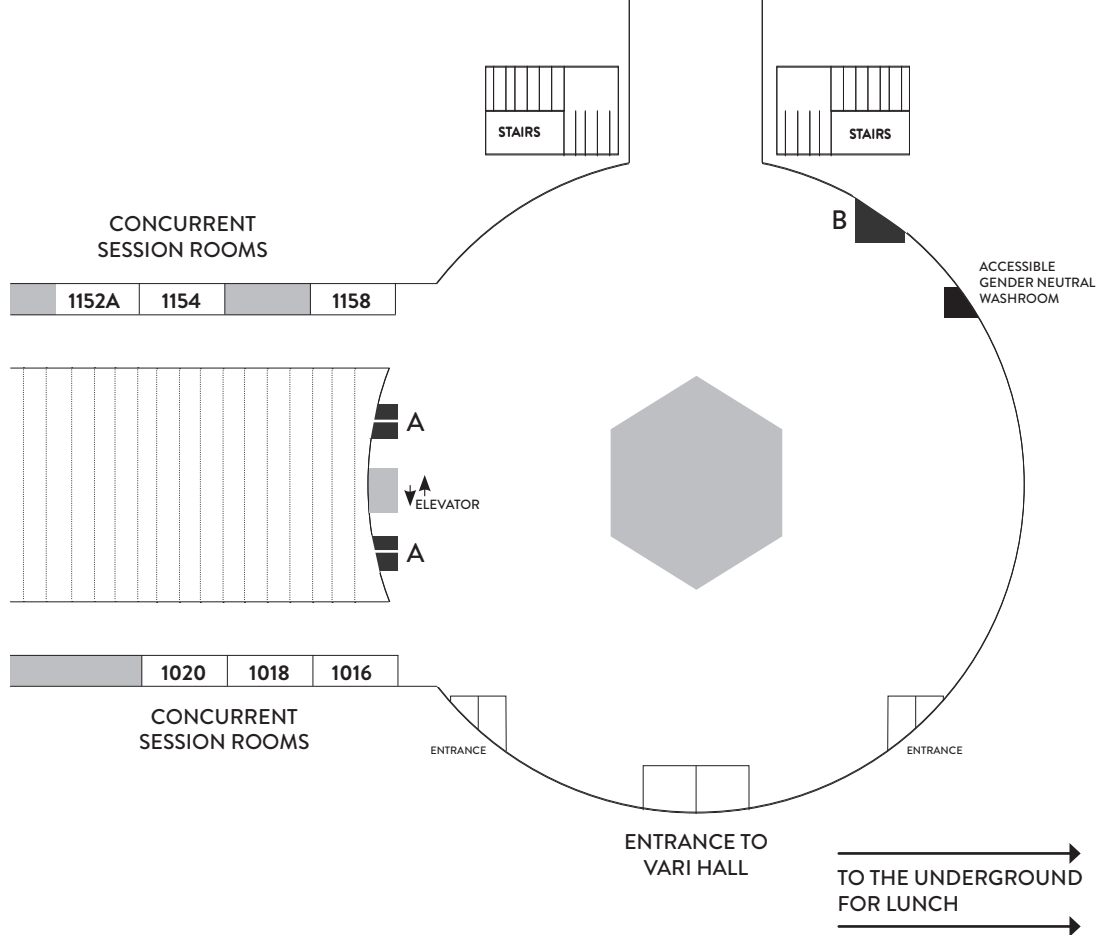 STAIRS
STAIRS
B
CONCURRENT
SESSION ROOMS
ACCESSIBLE
GENDER NEUTRAL
WASHROOM
1152A 1154 1158
A
ELEVATOR
A
1020 1018 1016
CONCURRENT
SESSION ROOMS
ENTRANCE
ENTRANCE
ENTRANCE TO
VARI HALL
TO THE UNDERGROUND
FOR LUNCH